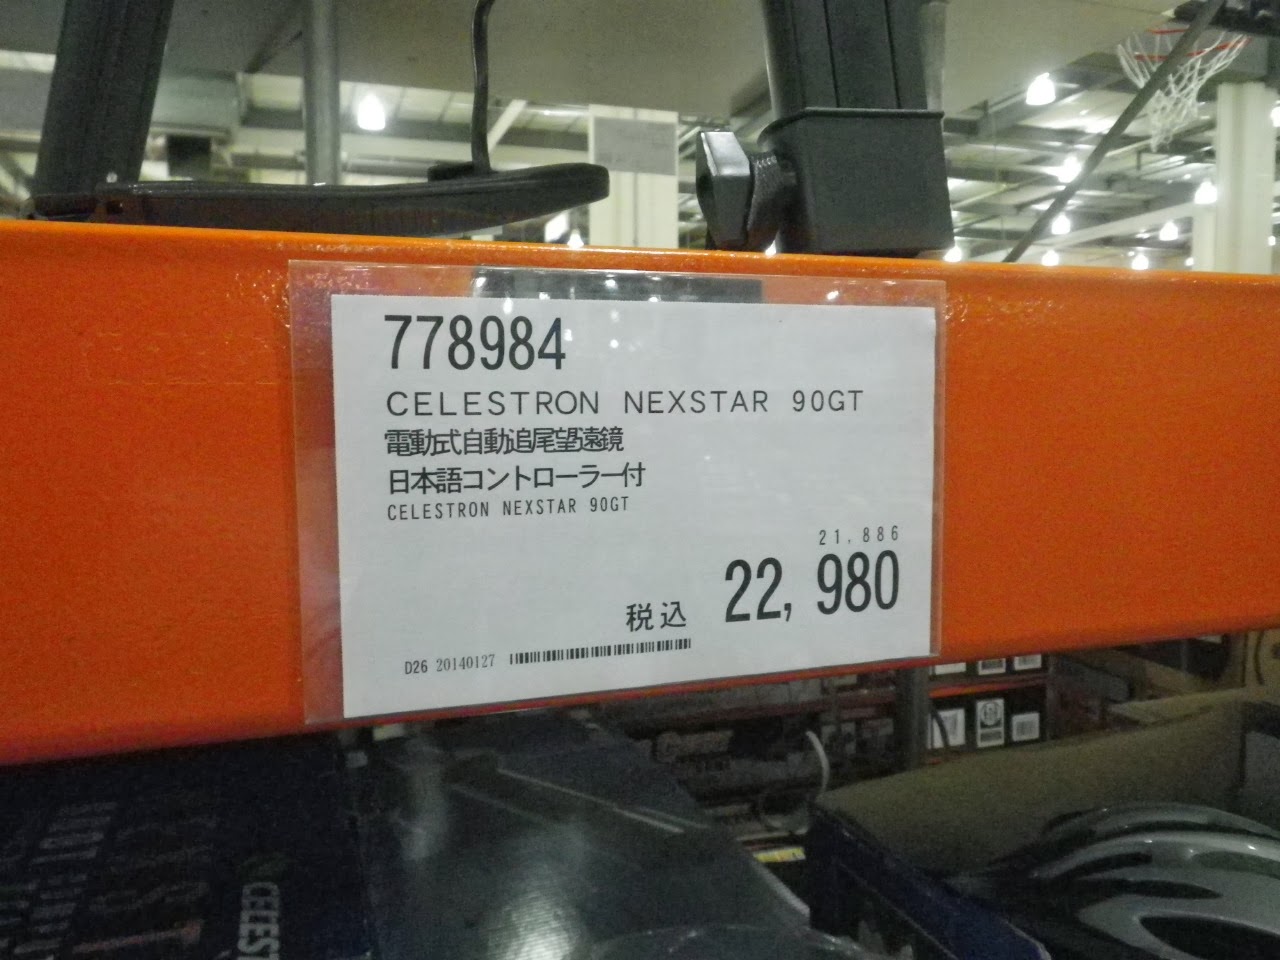 778984
CELESTRON NEXSTAR 90GT
電動式自動追尾望遠鏡
日本語コントローラー付
CELESTRON NEXSTAR 90GT
21,886
税込 22,980
D26 20140127
CELEST